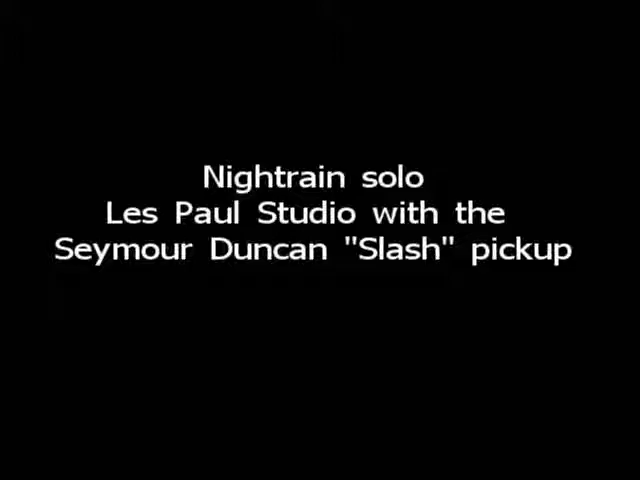 Nightrain solo
Les Paul Studio with the
Seymour Duncan "Slash" pickup